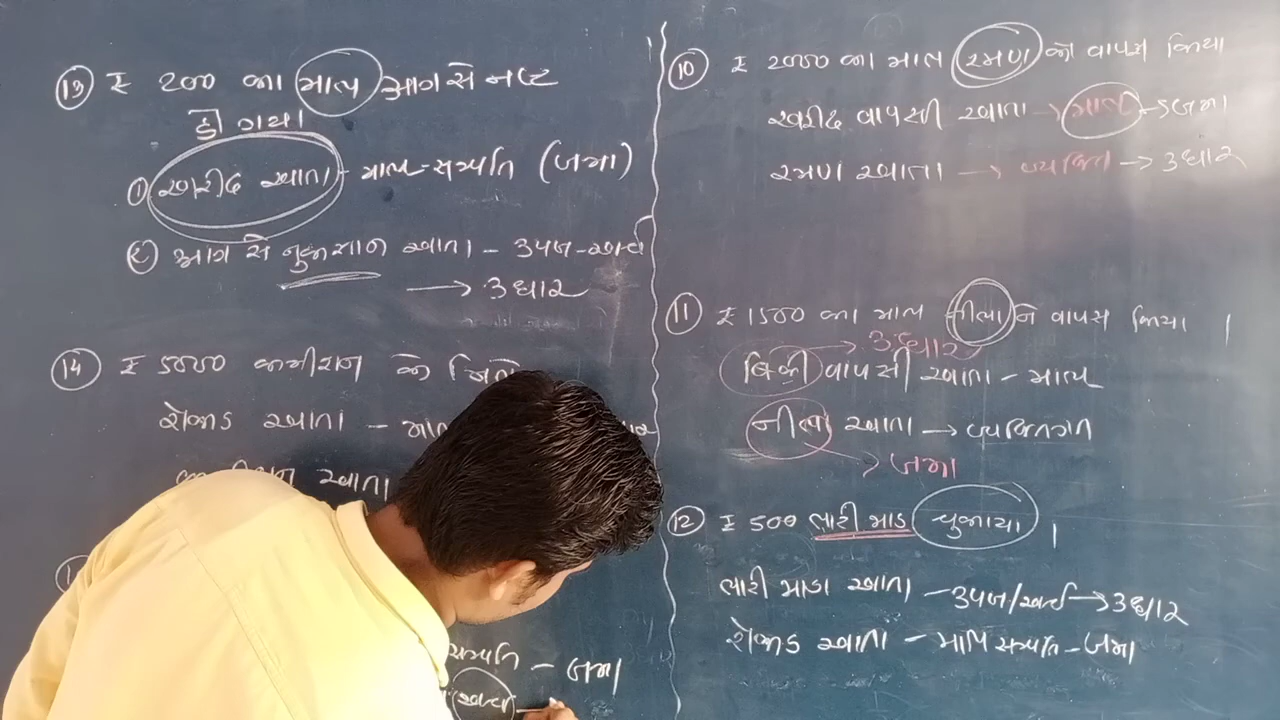 13 ₹ 200 का माल आग से नष्ट
हो गया।
① खरीद खाता - माल-सम्पति (जमा)
② आग से नुकशान खाता - उपज-खर्च
→ उधार
14 ₹ 5000 कमीशन के
रोकड खाता -
खाता
सम्पति - जमा
खर्च →
10 ₹ 2000 का माल रमण को वापस किया
खरीद वापसी खाता → माल → जमा
रमण खाता → व्यक्ति → उधार
11 ₹ 1500 का माल नीला ने वापस किया ।
→ उधार
बिक्री वापसी खाता - माल
नीला खाता → व्यक्तिगत
→ जमा
12 ₹ 500 लारी भाड चुकाया ।
लारी भाडा खाता - उपज/खर्च → उधार
रोकड खाता - माल सम्पति - जमा